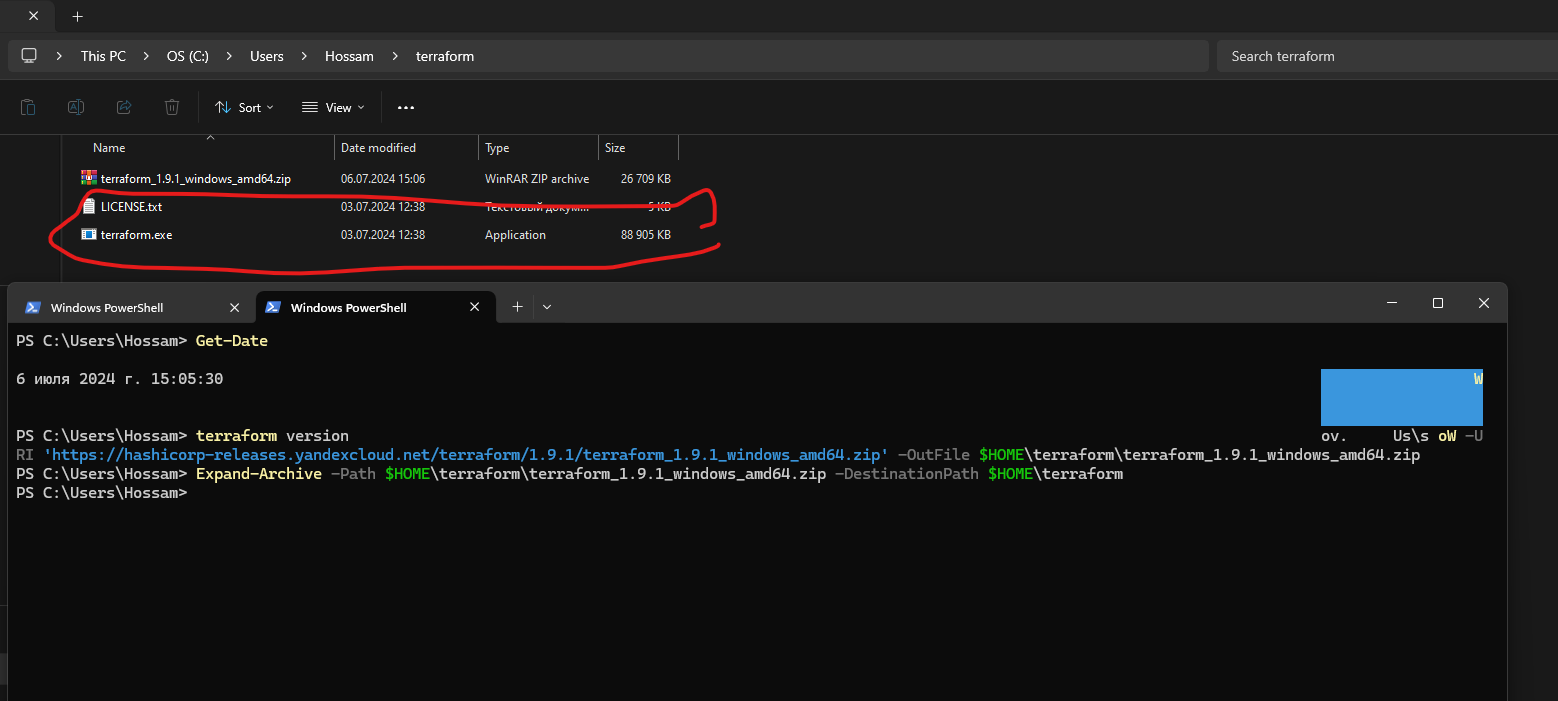 This PC > OS (C:) > Users > Hossam > terraform
Search terraform
Sort
View
Name Date modified Type Size
terraform_1.9.1_windows_amd64.zip 06.07.2024 15:06 WinRAR ZIP archive 26 709 KB
LICENSE.txt 03.07.2024 12:38 Текстовый докум... 5 KB
terraform.exe 03.07.2024 12:38 Application 88 905 KB
Windows PowerShell
Windows PowerShell
PS C:\Users\Hossam> Get-Date
6 июля 2024 г. 15:05:30
W
PS C:\Users\Hossam> terraform version
ov. Us\s oW -U
RI 'https://hashicorp-releases.yandexcloud.net/terraform/1.9.1/terraform_1.9.1_windows_amd64.zip' -OutFile $HOME\terraform\terraform_1.9.1_windows_amd64.zip
PS C:\Users\Hossam> Expand-Archive -Path $HOME\terraform\terraform_1.9.1_windows_amd64.zip -DestinationPath $HOME\terraform
PS C:\Users\Hossam>